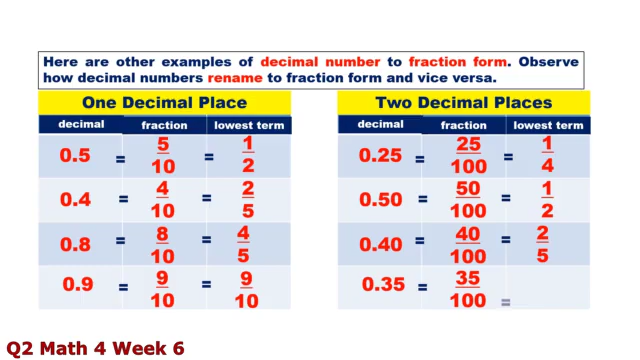 Here are other examples of decimal number to fraction form. Observe
how decimal numbers rename to fraction form and vice versa.
One Decimal Place
decimal fraction lowest term
0.5 = 5/10 = 1/2
0.4 = 4/10 = 2/5
0.8 = 8/10 = 4/5
0.9 = 9/10 = 9/10
Two Decimal Places
decimal fraction lowest term
0.25 = 25/100 = 1/4
0.50 = 50/100 = 1/2
0.40 = 40/100 = 2/5
0.35 = 35/100 =
Q2 Math 4 Week 6